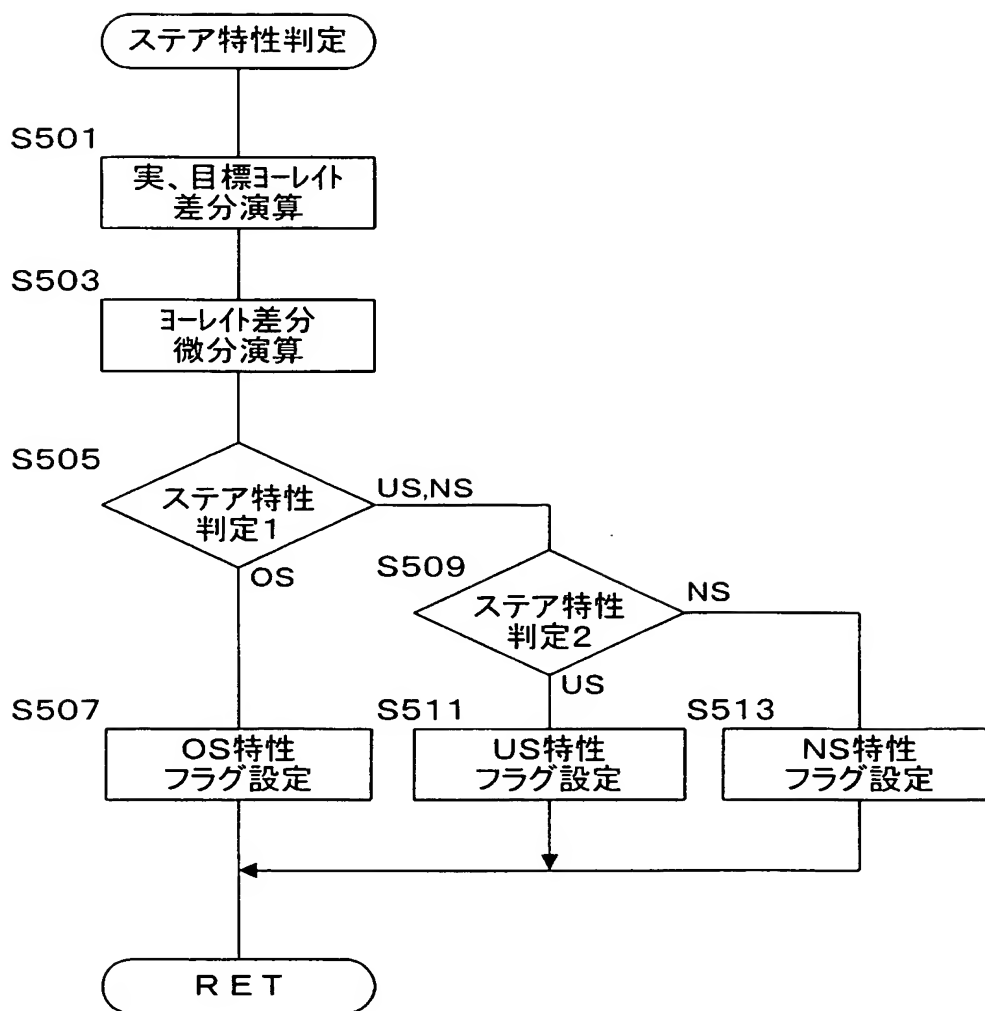 ステア特性判定
S501
実、目標ﾖｰﾚｲﾄ
差分演算
S503
ﾖｰﾚｲﾄ差分
微分演算
S505
ステア特性
判定1
US,NS
OS
S509
ステア特性
判定2
NS
US
S507
OS特性
フラグ設定
S511
US特性
フラグ設定
S513
NS特性
フラグ設定
RET